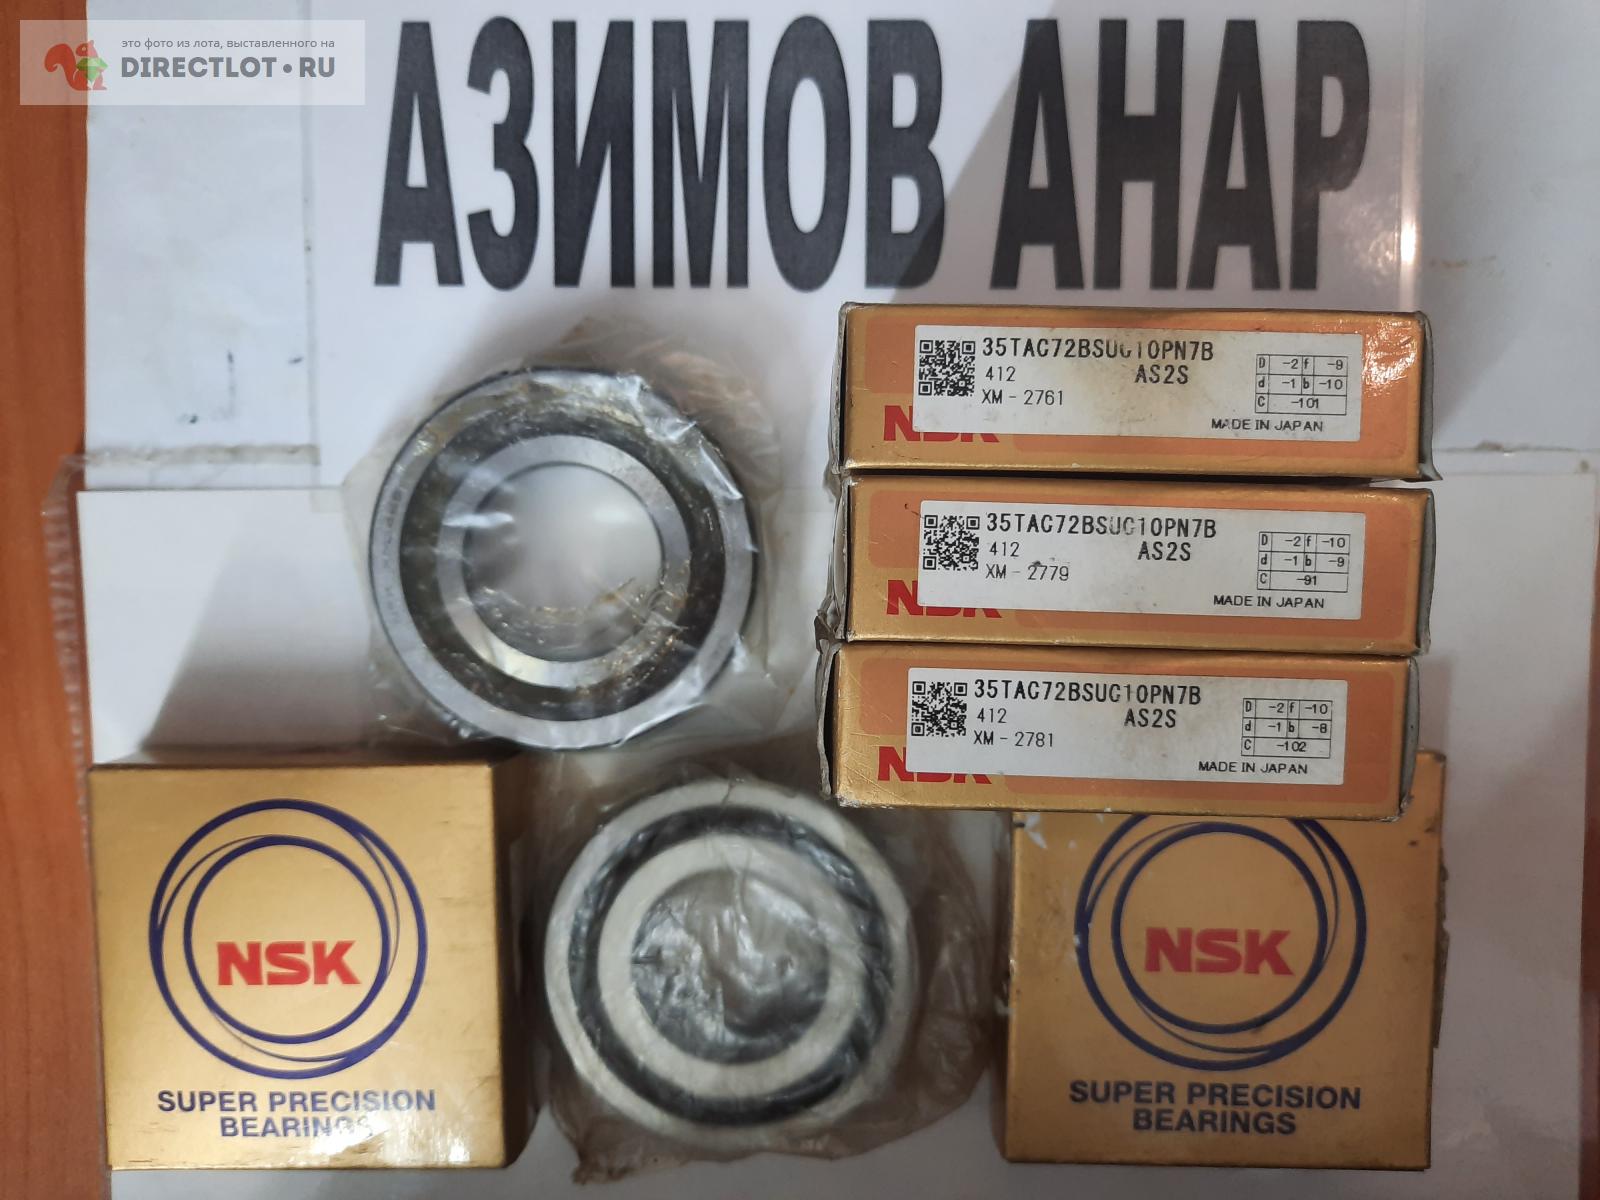 это фото из лота, выставленного на
DIRECTLOT•RU
АЗИМОВ АНАР
35TAC72BSUC10PN7B
412 AS2S
XM-2761
D -2 f -9
d -1 b -10
C -101
MADE IN JAPAN
NSK
35TAC72BSUC10PN7B
412 AS2S
XM-2779
D -2 f -10
d -1 b -9
C -91
MADE IN JAPAN
NSK
35TAC72BSUC10PN7B
412 AS2S
XM-2781
D -2 f -10
d -1 b -8
C -102
MADE IN JAPAN
NSK
NSK
SUPER PRECISION
BEARINGS
NSK
SUPER PRECISION
BEARINGS